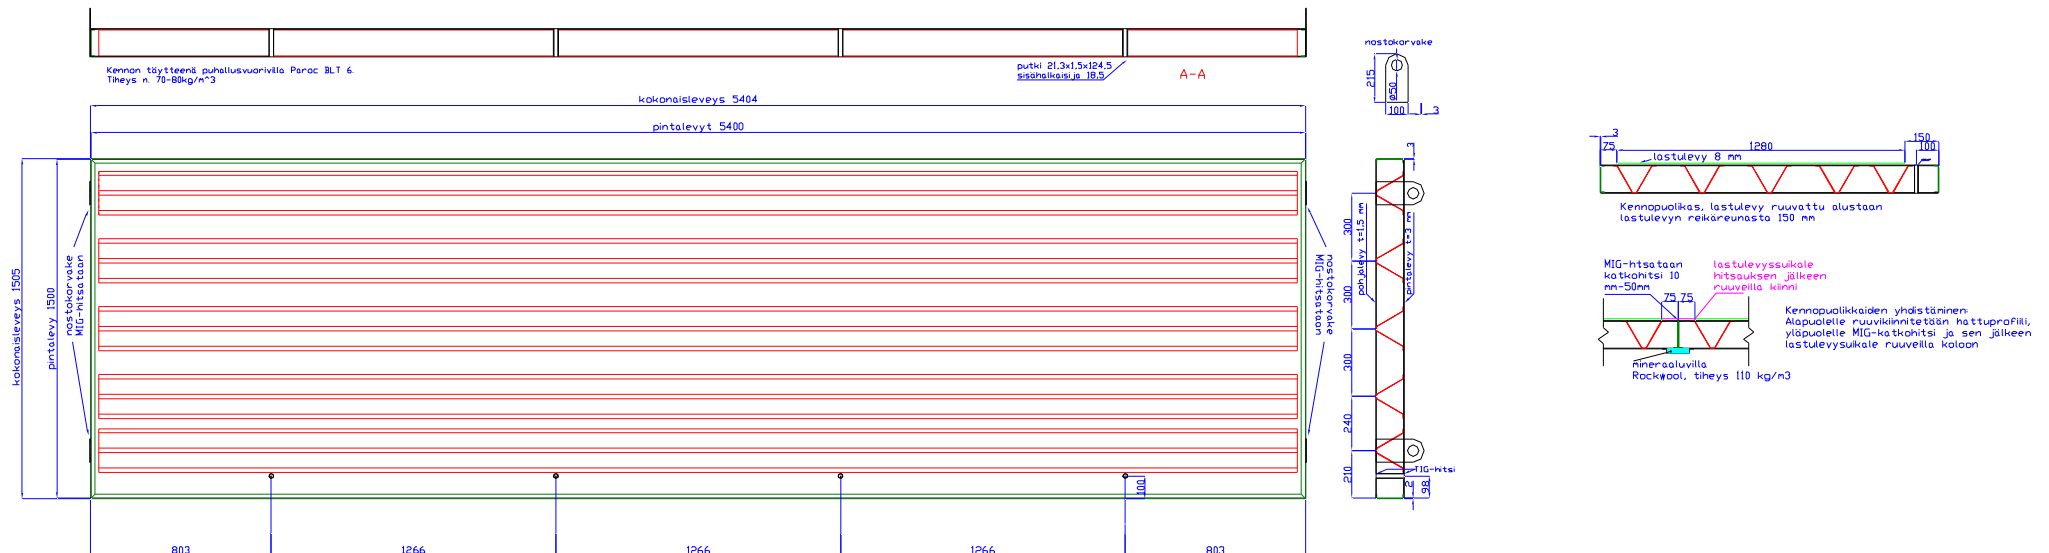 Kennon täytteenä puhallusvuorivilla Paroc BLT 6.
Tiheys n. 70-80kg/m^3
putki 21.3x1.5x124.5
sisähalkaisija 18.5
A-A
nostokorvake
215
ø50
100
3
kokonaisleveys 5404
pintalevyt 5400
kokonaisleveys 1505
pintalevy 1500
nostokorvake
MIG-hitsataan
nostokorvake
MIG-hitsataan
100
803
1266
1266
1266
803
3
300
300
300
240
210
pohjalevy t=1.5 mm
pintalevy t=3 mm
TIG-hitsi
2
98
3
75
1280
150
100
lastulevy 8 mm
Kennopuolikas, lastulevy ruuvattu alustaan
lastulevyn reikäreunasta 150 mm
MIG-htsataan
katkohitsi 10
mm-50mm
lastulevyssuikale
hitsauksen jälkeen
ruuveilla kiinni
75
75
Kennopuolikkaiden yhdistäminen:
Alapuolelle ruuvikiinnitetään hattuprofiili,
yläpuolelle MIG-katkohitsi ja sen jälkeen
lastulevysuikale ruuveilla koloon
mineraaluvilla
Rockwool, tiheys 110 kg/m3